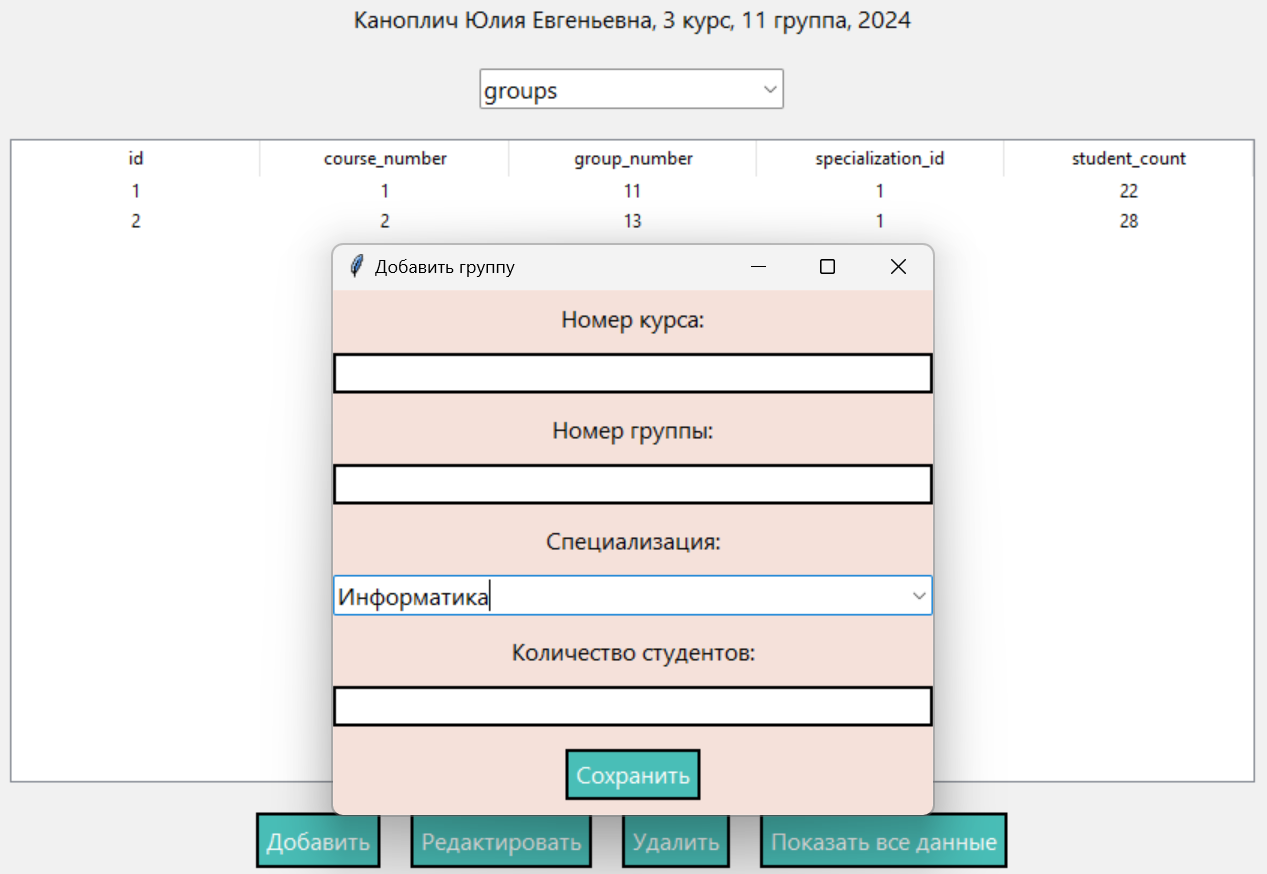 Каноплич Юлия Евгеньевна, 3 курс, 11 группа, 2024
groups
id course_number group_number specialization_id student_count
1 1 11 1 22
2 2 13 1 28
Добавить группу
Номер курса:
Номер группы:
Специализация:
Информатика
Количество студентов:
Сохранить
Добавить Редактировать Удалить Показать все данные